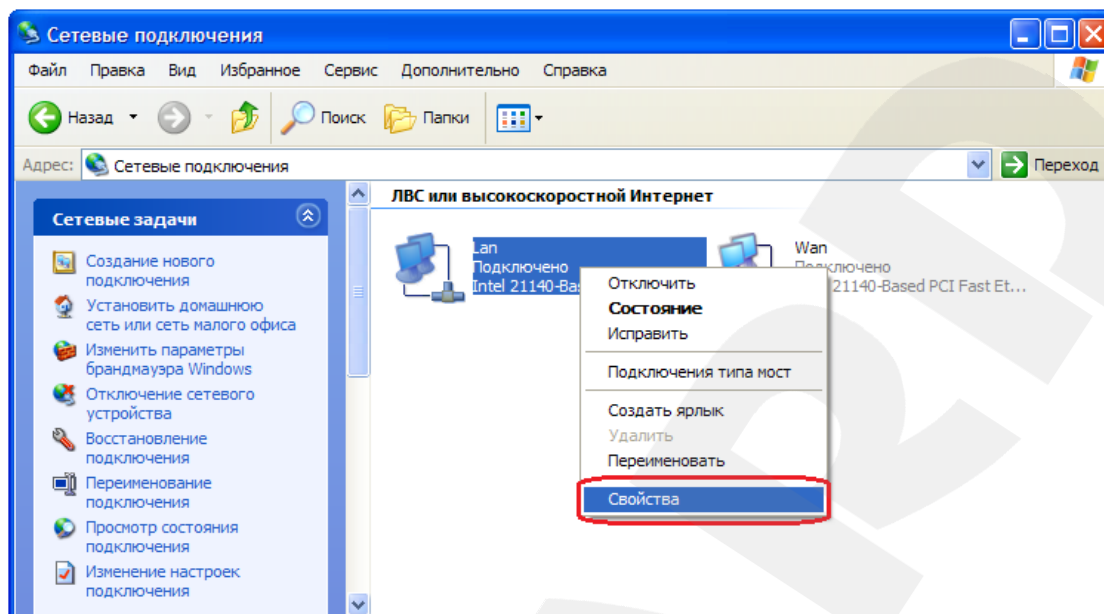 Сетевые подключения
Файл Правка Вид Избранное Сервис Дополнительно Справка
Назад Поиск Папки
Адрес: Сетевые подключения Переход
Сетевые задачи
Создание нового
подключения
Установить домашнюю
сеть или сеть малого офиса
Изменить параметры
брандмауэра Windows
Отключение сетевого
устройства
Восстановление
подключения
Переименование
подключения
Просмотр состояния
подключения
Изменение настроек
подключения
ЛВС или высокоскоростной Интернет
Lan
Подключено
Intel 21140-Bas
Wan
Подключено
21140-Based PCI Fast Et...
Отключить
Состояние
Исправить
Подключения типа мост
Создать ярлык
Удалить
Переименовать
Свойства